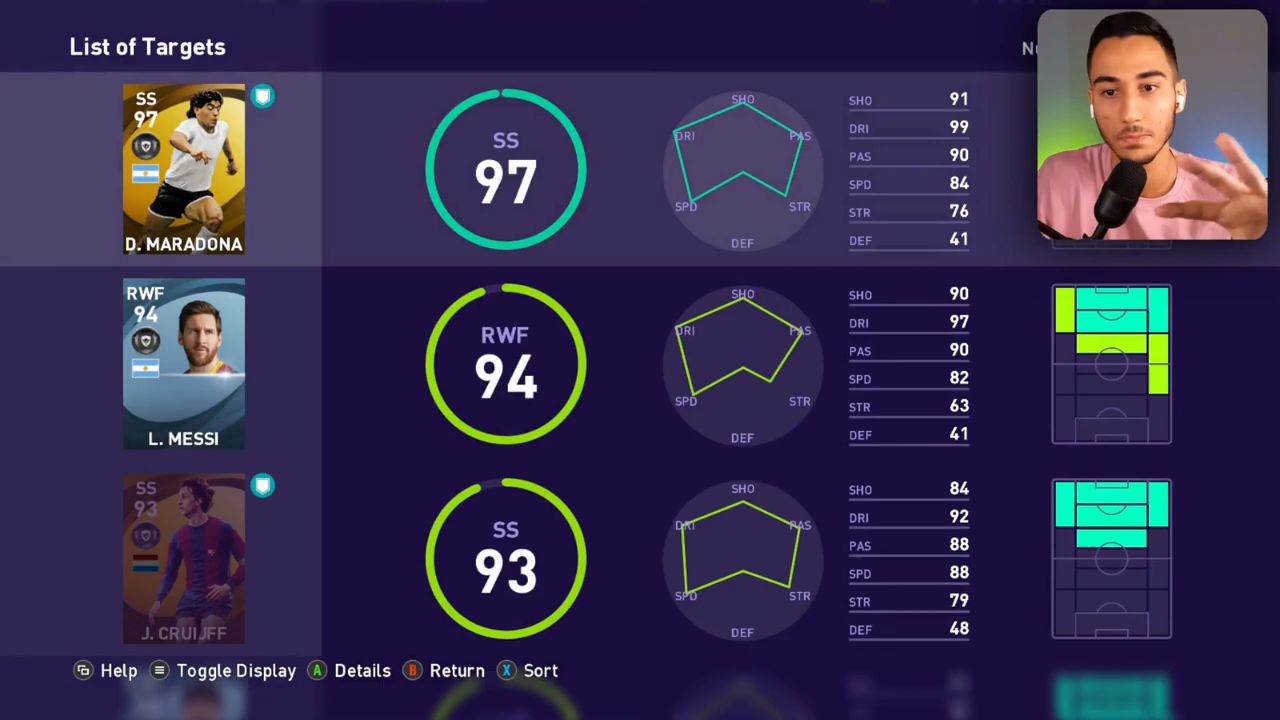 List of Targets
SS
97
D. MARADONA
SS
97
SHO
DRI
PAS
SPD
STR
DEF
SHO 91
DRI 99
PAS 90
SPD 84
STR 76
DEF 41
RWF
94
L. MESSI
RWF
94
SHO
DRI
PAS
SPD
STR
DEF
SHO 90
DRI 97
PAS 90
SPD 82
STR 63
DEF 41
SS
93
J. CRUIJFF
SS
93
SHO
DRI
PAS
SPD
STR
DEF
SHO 84
DRI 92
PAS 88
SPD 88
STR 79
DEF 48
Help Toggle Display A Details B Return X Sort